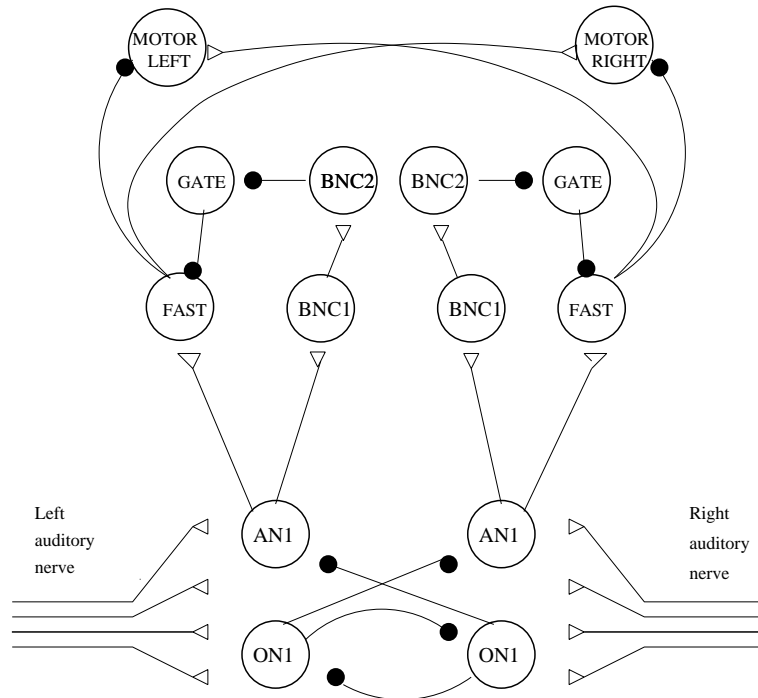 MOTOR
LEFT
MOTOR
RIGHT
GATE
BNC2
BNC2
GATE
FAST
BNC1
BNC1
FAST
Left
auditory
nerve
AN1
AN1
Right
auditory
nerve
ON1
ON1